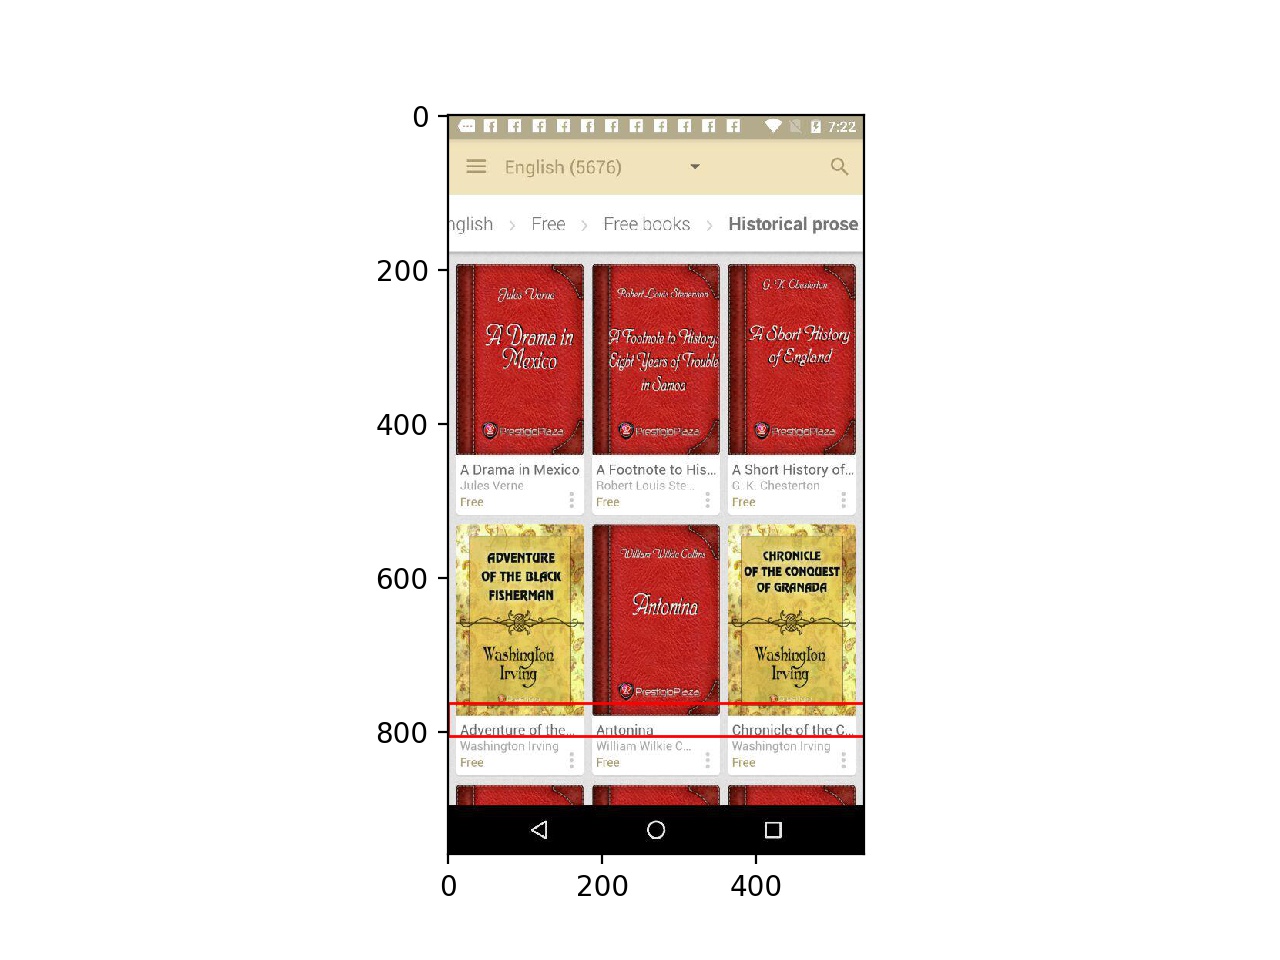 0
7:22
English (5676)
nglish > Free > Free books > Historical prose
200
Jules Verne
A Drama in
Mexico
PrestigioPlaza
Robert Louis Stevenson
A Footnote to History:
Eight Years of Trouble
in Samoa
PrestigioPlaza
G. K. Chesterton
A Short History
of England
PrestigioPlaza
400
A Drama in Mexico
Jules Verne
Free
A Footnote to His...
Robert Louis Ste...
Free
A Short History of...
G. K. Chesterton
Free
ADVENTURE
OF THE BLACK
FISHERMAN
Washington
Irving
600
William Wilkie Collins
Antonina
PrestigioPlaza
CHRONICLE
OF THE CONQUEST
OF GRANADA
Washington
Irving
800
Adventure of the...
Washington Irving
Free
Antonina
William Wilkie C...
Free
Chronicle of the C...
Washington Irving
Free
0 200 400